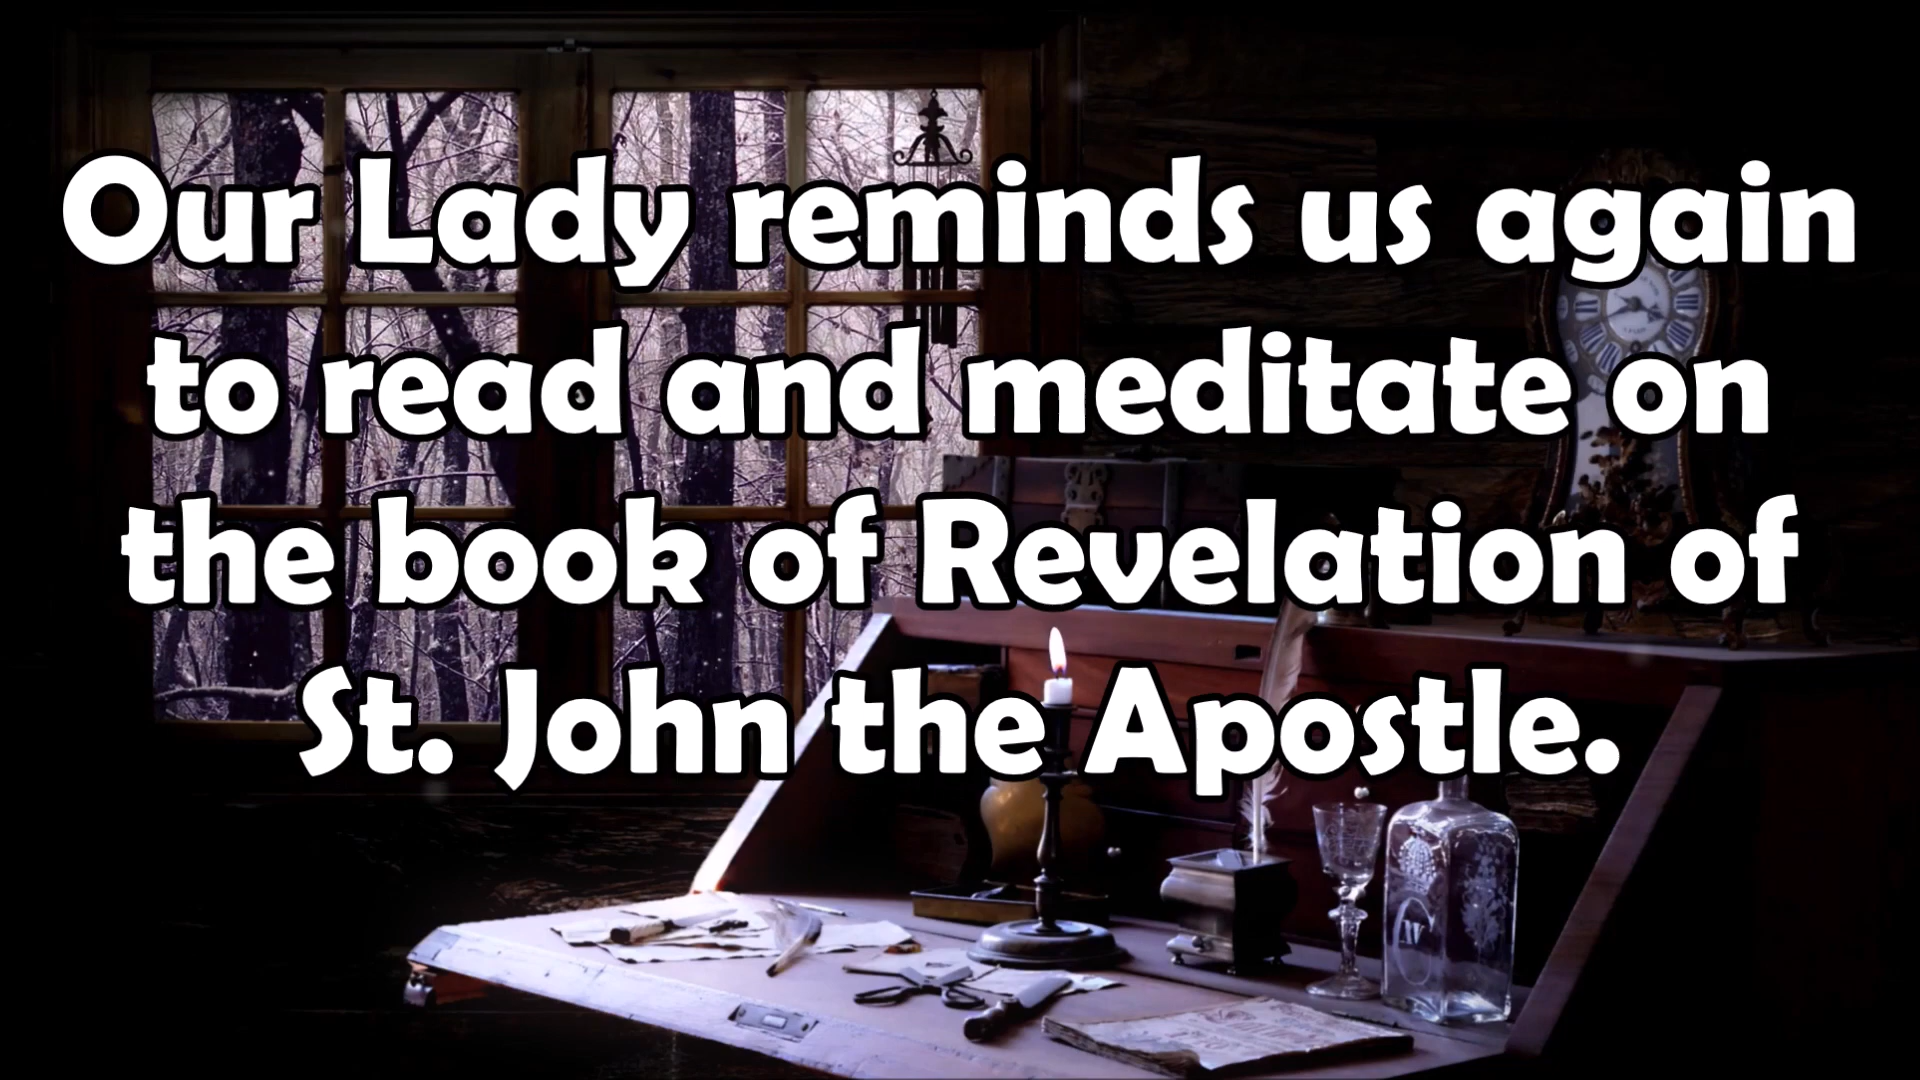 Our Lady reminds us again
to read and meditate on
the book of Revelation of
St. John the Apostle.